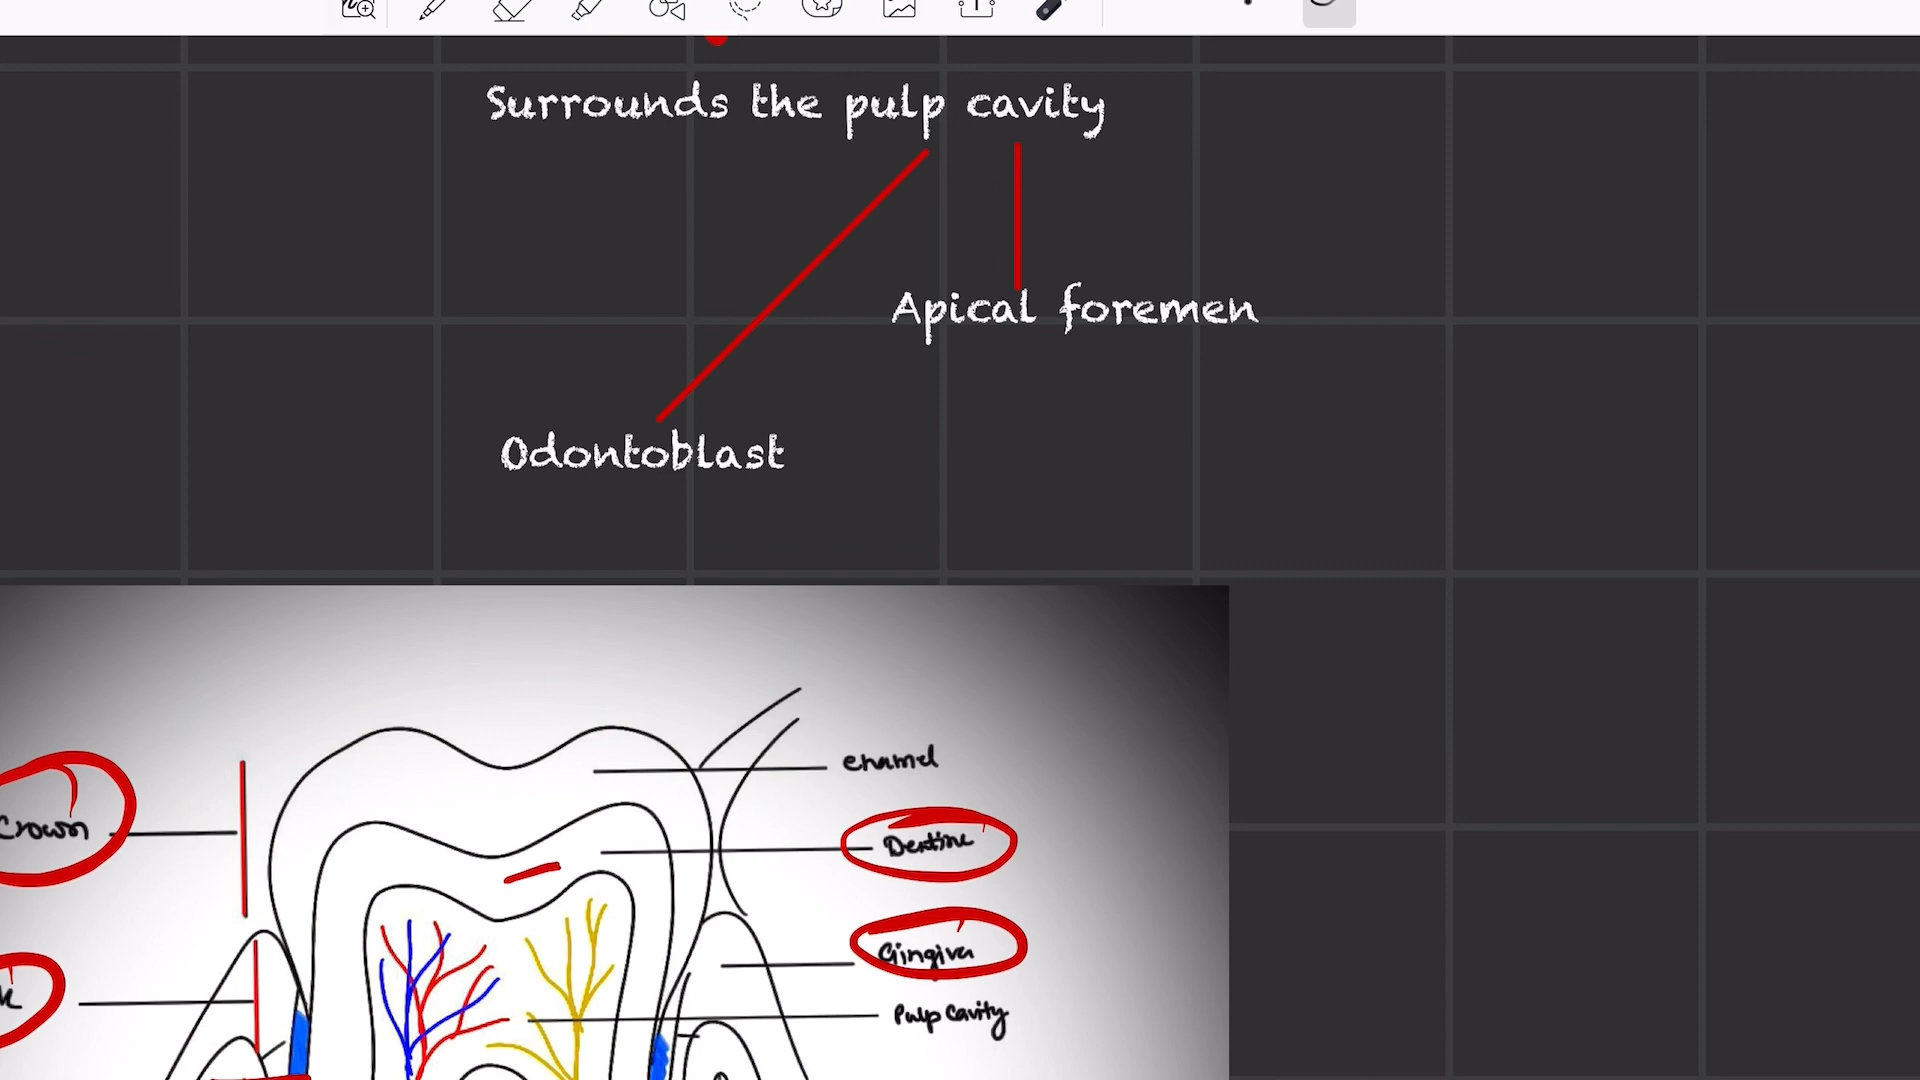 Surrounds the pulp cavity
Apical foremen
Odontoblast
enamel
Crown
Dentine
Gingiva
Pulp Cavity